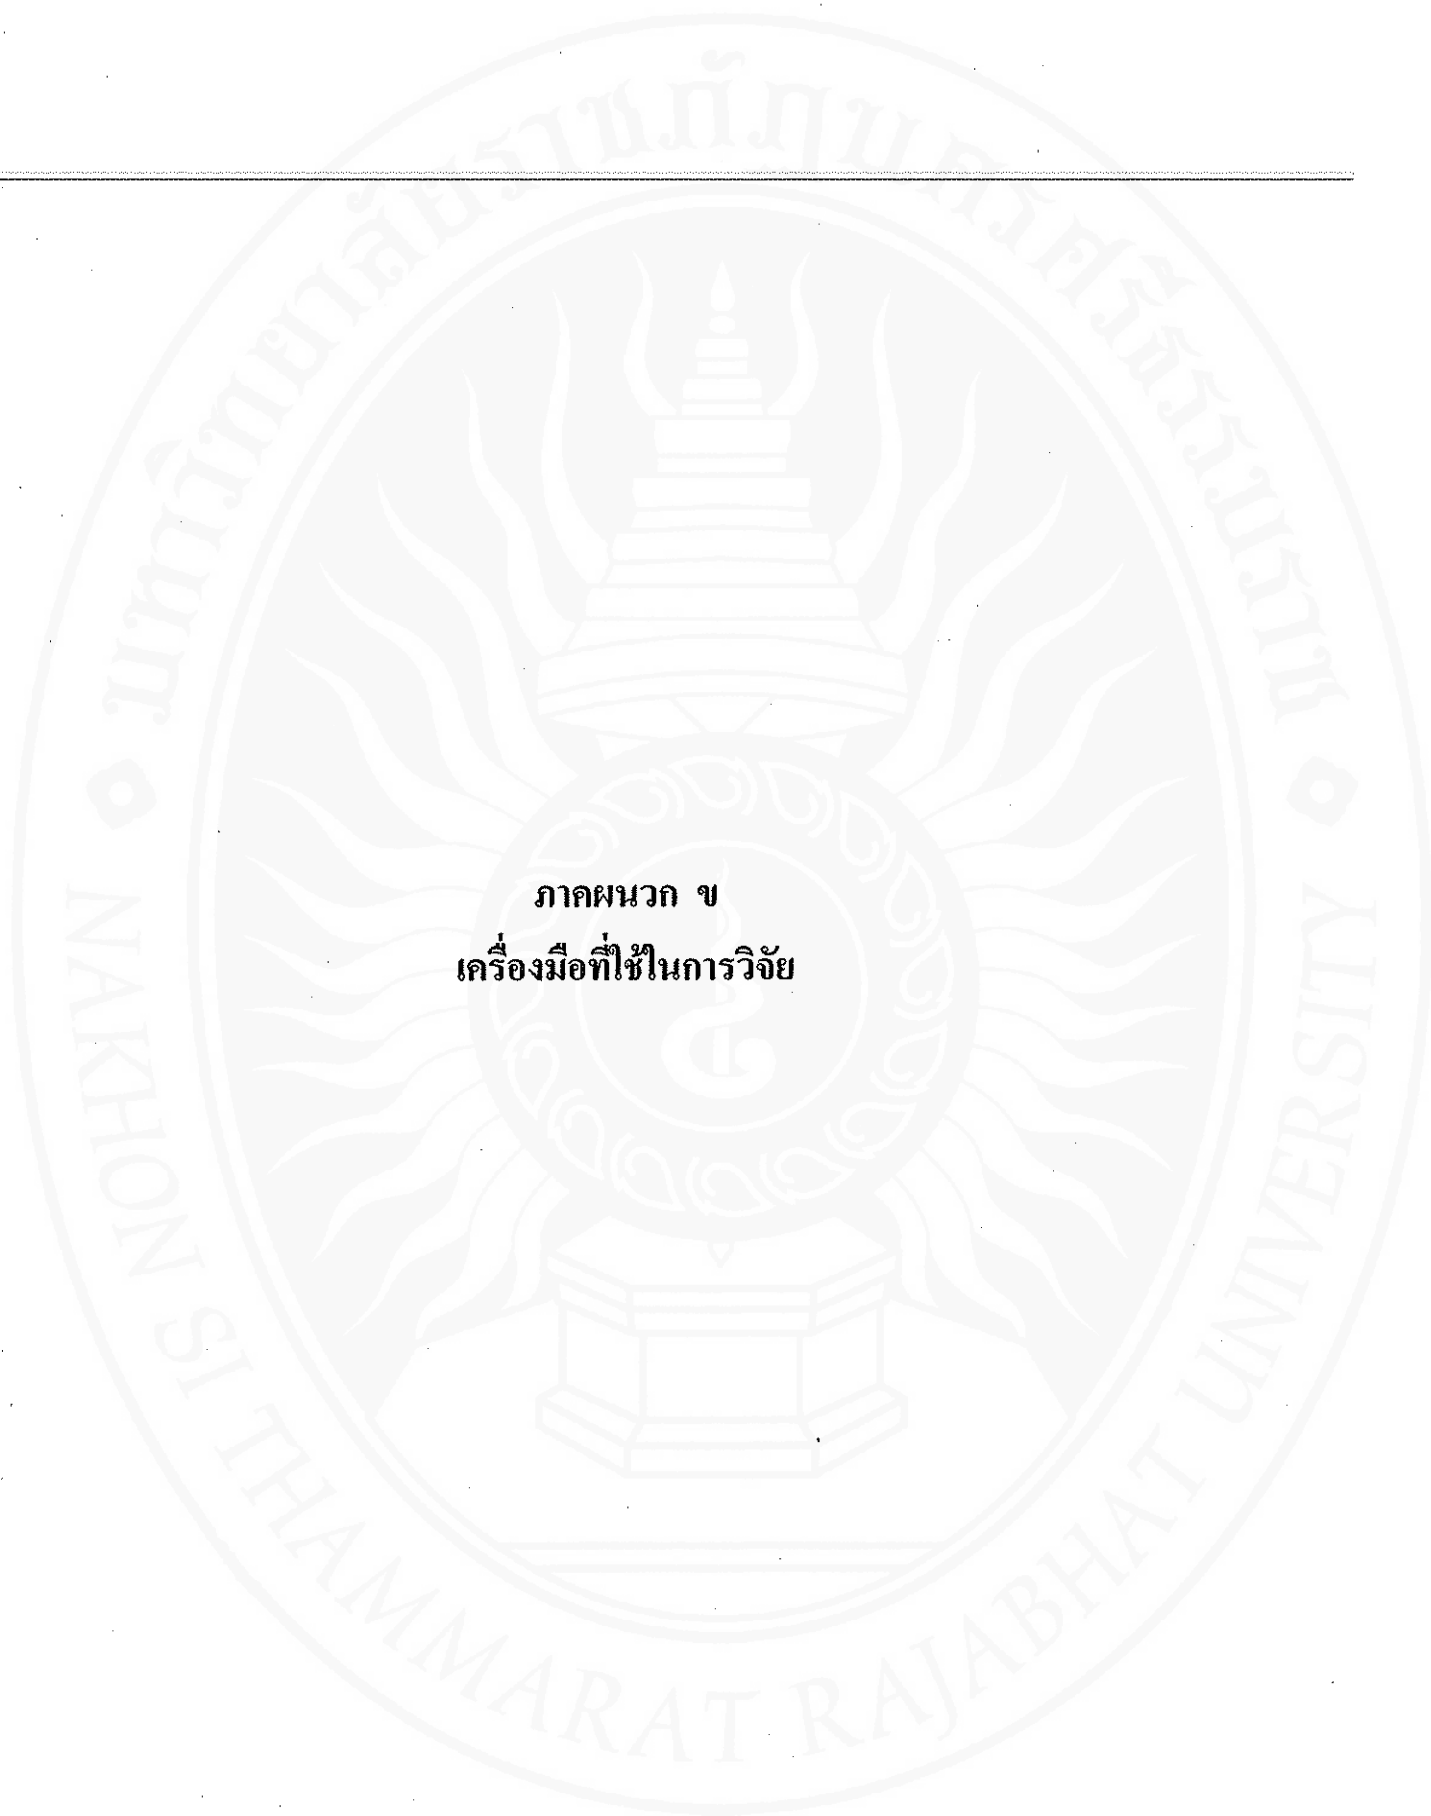 มหาวิทยาลัยราชภัฏนครศรีธรรมราช
ภาคผนวก ข
เครื่องมือที่ใช้ในการวิจัย
NAKHON SI THAMMARAT RAJABHAT UNIVERSITY